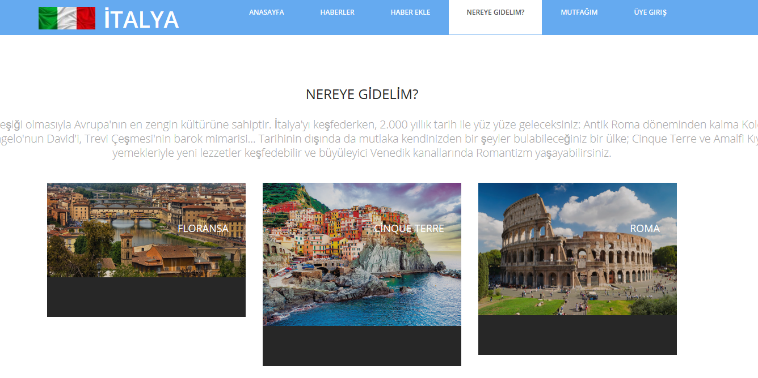 İTALYA
ANASAYFA
HABERLER
HABER EKLE
NEREYE GIDELIM?
MUTFAĞIM
ÜYE GIRIŞ
NEREYE GİDELİM?
eşiği olmasıyla Avrupa'nın en zengin kültürüne sahiptir. İtalya'yı keşfederken, 2.000 yıllık tarih ile yüz yüze geleceksiniz: Antik Roma döneminden kalma Kol
ngelo'nun David'i, Trevi Çeşmesi'nin barok mimarisi... Tarihinin dışında da mutlaka kendinizden bir şeyler bulabileceğiniz bir ülke; Cinque Terre ve Amalfi Kıy
yemekleriyle yeni lezzetler keşfedebilir ve büyüleyici Venedik kanallarında Romantizm yaşayabilirsiniz.
FLORANSA
CINQUE TERRE
ROMA